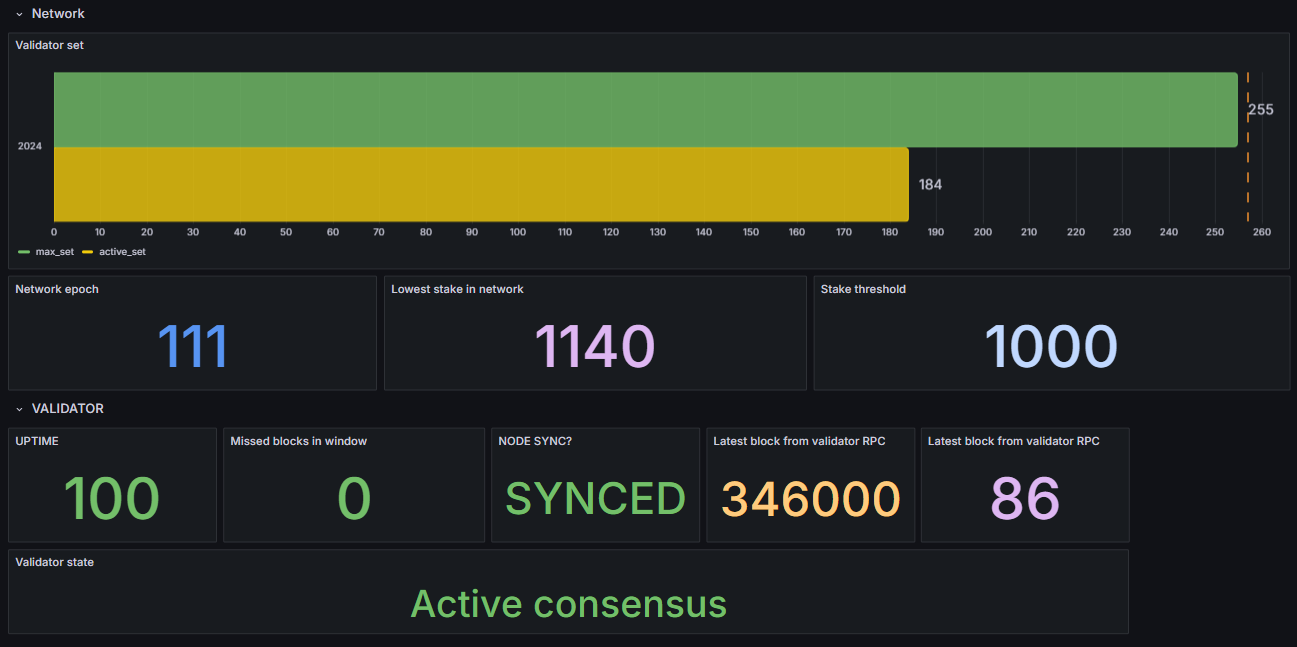 Network
Validator set
255
2024
184
0 10 20 30 40 50 60 70 80 90 100 110 120 130 140 150 160 170 180 190 200 210 220 230 240 250 260
max_set active_set
Network epoch
111
Lowest stake in network
1140
Stake threshold
1000
VALIDATOR
UPTIME
100
Missed blocks in window
0
NODE SYNC?
SYNCED
Latest block from validator RPC
346000
Latest block from validator RPC
86
Validator state
Active consensus